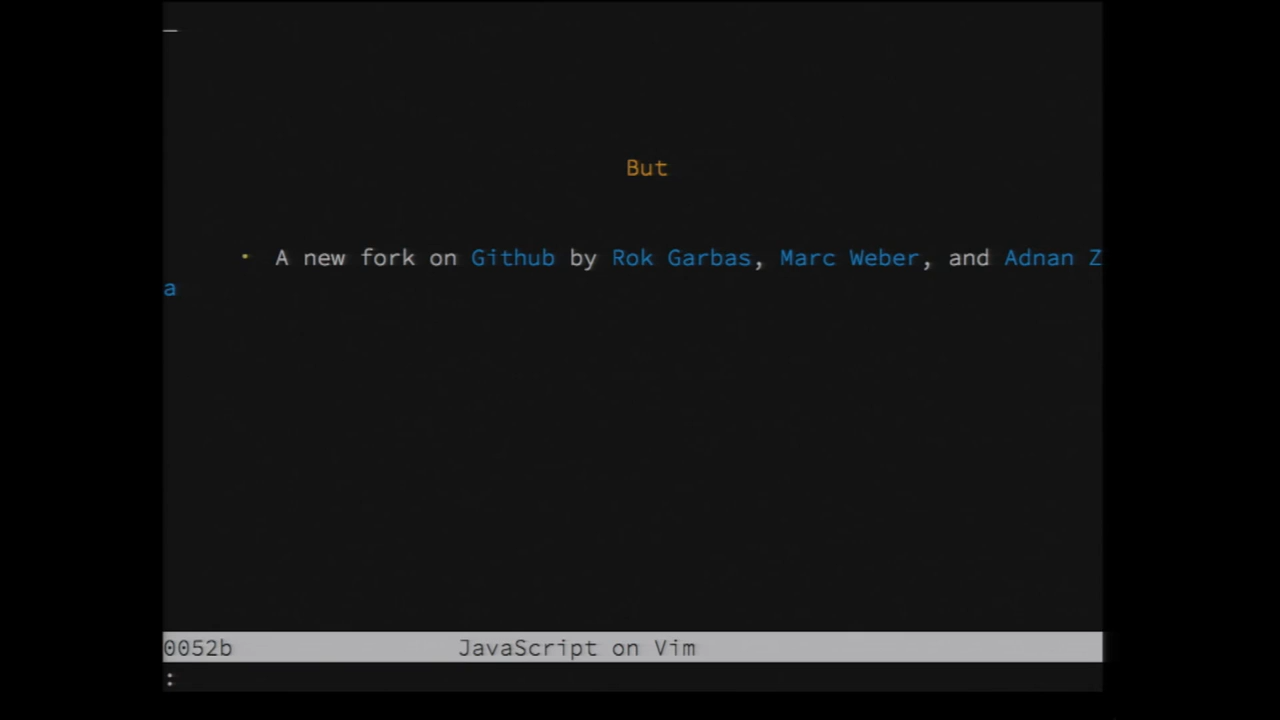 But
• A new fork on Github by Rok Garbas, Marc Weber, and Adnan Z
a
0052b JavaScript on Vim
: